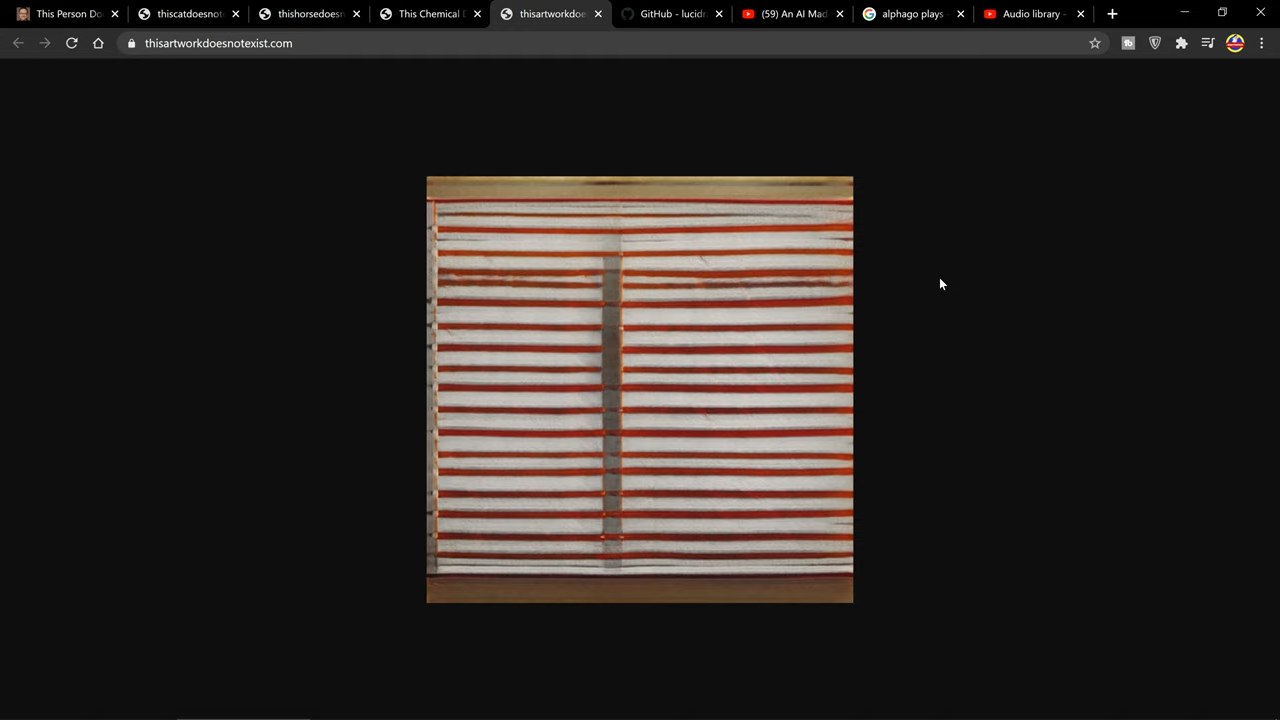 This Person Do
thiscatdoesnot
thishorsedoesn
This Chemical D
thisartworkdoe
GitHub - lucidr
(59) An AI Mad
alphago plays -
Audio library -
thisartworkdoesnotexist.com